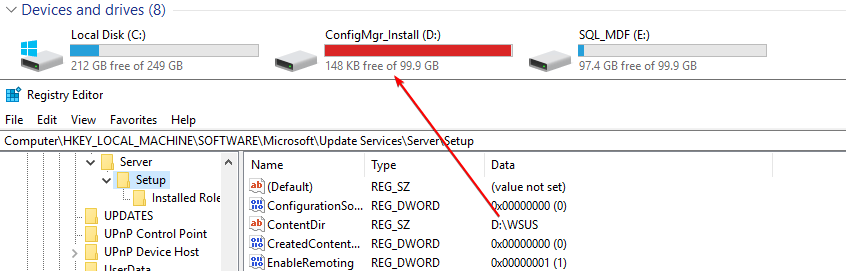 Devices and drives (8)
Local Disk (C:) ConfigMgr_Install (D:) SQL_MDF (E:)
212 GB free of 249 GB 148 KB free of 99.9 GB 97.4 GB free of 99.9 GB
Registry Editor
File Edit View Favorites Help
Computer\HKEY_LOCAL_MACHINE\SOFTWARE\Microsoft\Update Services\Server\Setup
Server Name Type Data
Setup (Default) REG_SZ (value not set)
Installed Role ConfigurationSo... REG_DWORD 0x00000000 (0)
UPDATES ContentDir REG_SZ D:\WSUS
UPnP Control Point CreatedContent... REG_DWORD 0x00000000 (0)
UPnP Device Host EnableRemoting REG_DWORD 0x00000001 (1)
UserData